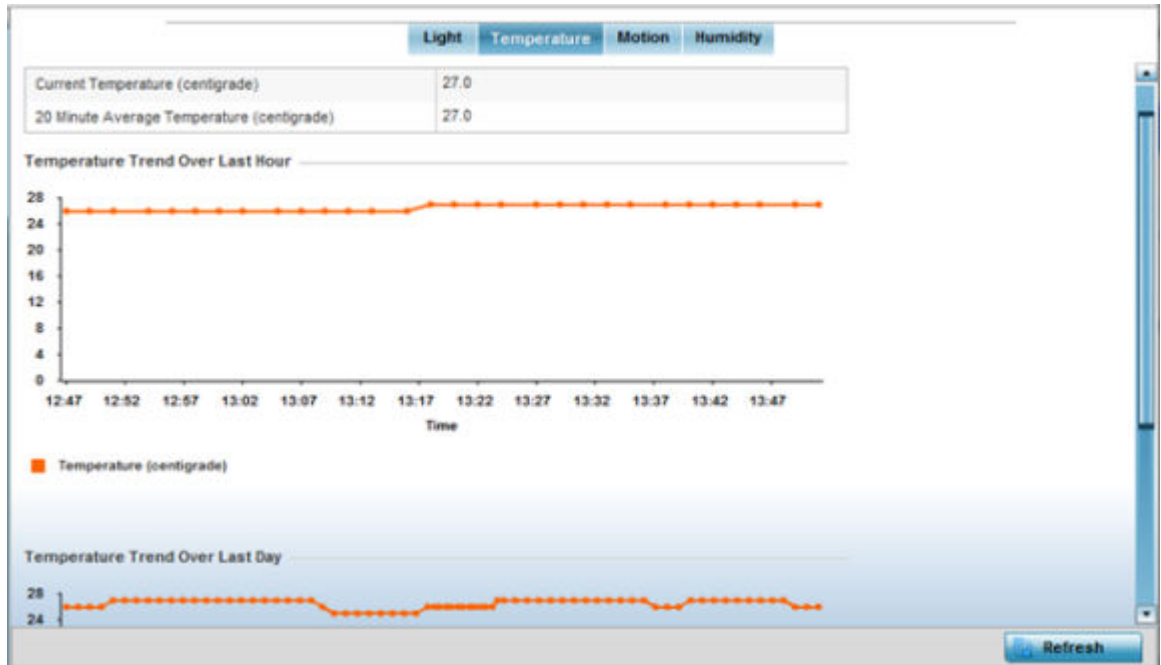 Light Temperature Motion Humidity
Current Temperature (centigrade) 27.0
20 Minute Average Temperature (centigrade) 27.0
Temperature Trend Over Last Hour
28
24
20
16
12
8
4
0
12:47 12:52 12:57 13:02 13:07 13:12 13:17 13:22 13:27 13:32 13:37 13:42 13:47
Time
Temperature (centigrade)
Temperature Trend Over Last Day
28
24
Refresh